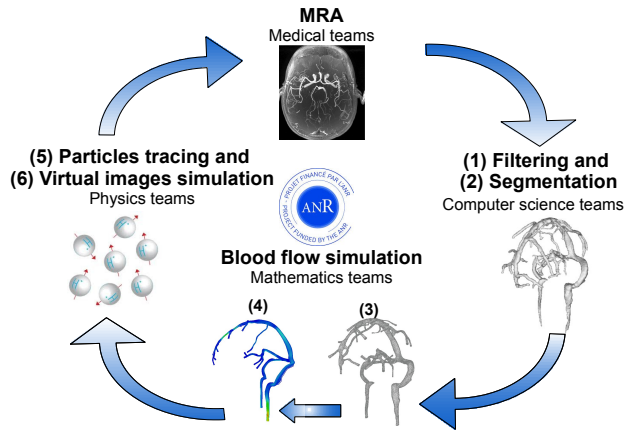 MRA
Medical teams
(1) Filtering and
(2) Segmentation
Computer science teams
(5) Particles tracing and
(6) Virtual images simulation
Physics teams
PROJET FINANCÉ PAR L'ANR
ANR
PROJECT FUNDED BY THE ANR
Blood flow simulation
Mathematics teams
(4)
(3)